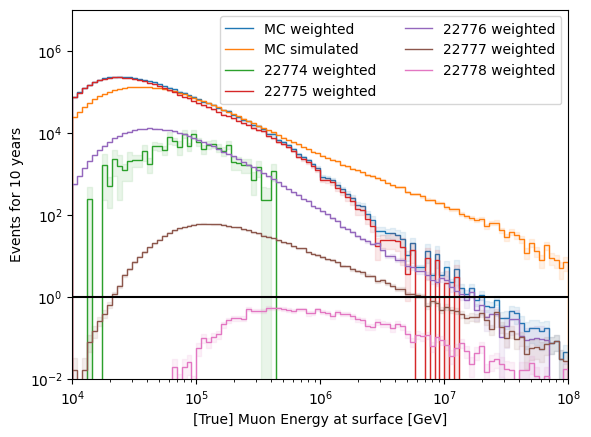 MC weighted
MC simulated
22774 weighted
22775 weighted
22776 weighted
22777 weighted
22778 weighted
Events for 10 years
10⁶
10⁴
10²
10⁰
10⁻²
10⁴ 10⁵ 10⁶ 10⁷ 10⁸
[True] Muon Energy at surface [GeV]